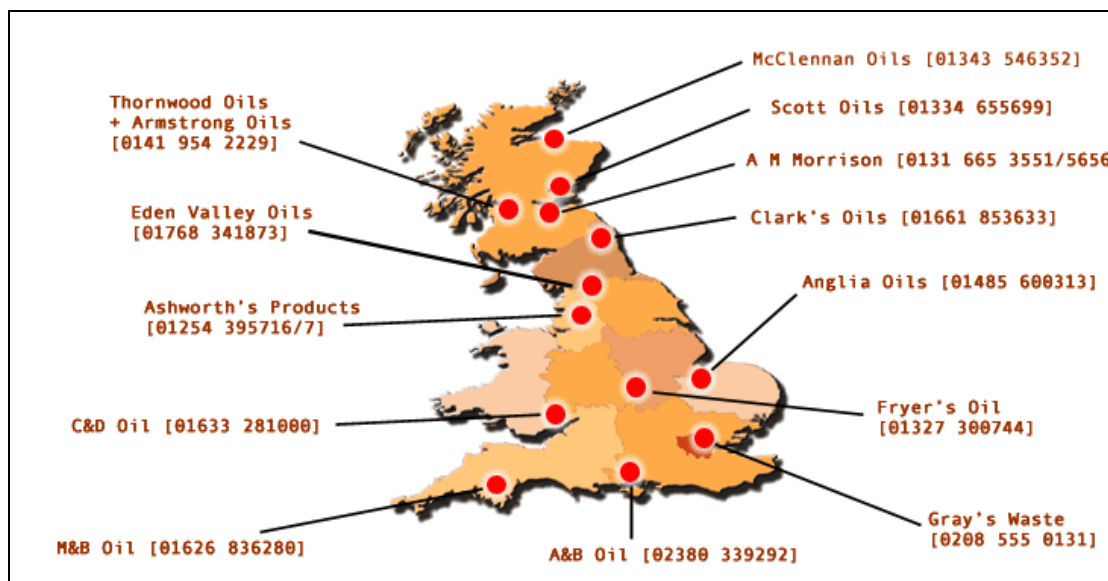 McClennan Oils [01343 546352]
Thornwood Oils
+ Armstrong Oils
[0141 954 2229]
Scott Oils [01334 655699]
A M Morrison [0131 665 3551/5656
Eden Valley Oils
[01768 341873]
Clark's Oils [01661 853633]
Anglia Oils [01485 600313]
Ashworth's Products
[01254 395716/7]
Fryer's Oil
[01327 300744]
C&D Oil [01633 281000]
Gray's Waste
[0208 555 0131]
M&B Oil [01626 836280]
A&B Oil [02380 339292]